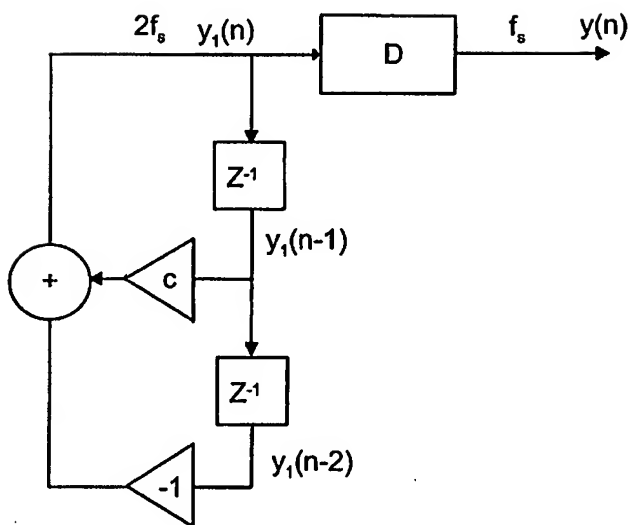 2fₛ y₁(n) D fₛ y(n)
Z⁻¹
y₁(n-1)
+ c
Z⁻¹
y₁(n-2)
-1